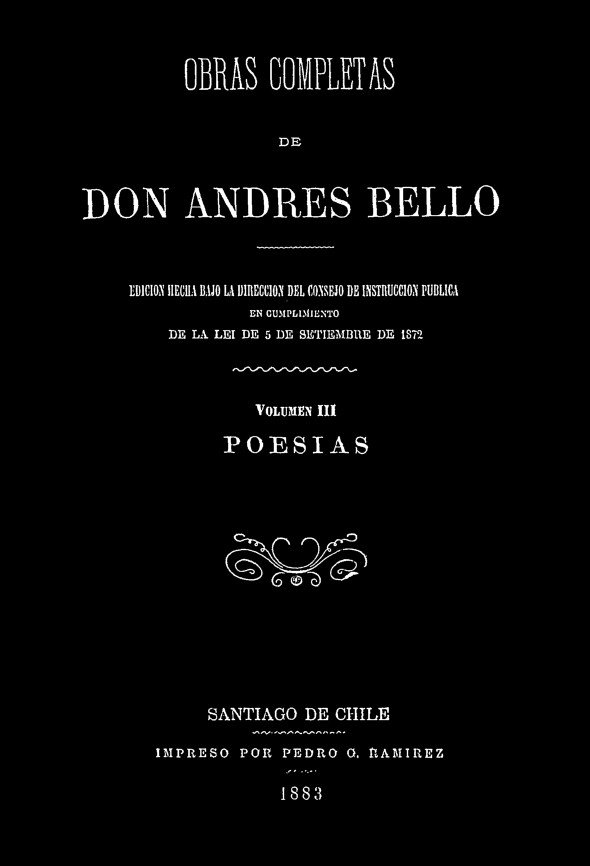 OBRAS COMPLETAS
DE
DON ANDRES BELLO
EDICION HECHA BAJO LA DIRECCION DEL CONSEJO DE INSTRUCCION PUBLICA
EN CUMPLIMIENTO
DE LA LEI DE 5 DE SETIEMBRE DE 1872
VOLUMEN III
POESIAS
SANTIAGO DE CHILE
IMPRESO POR PEDRO G. RAMIREZ
1883